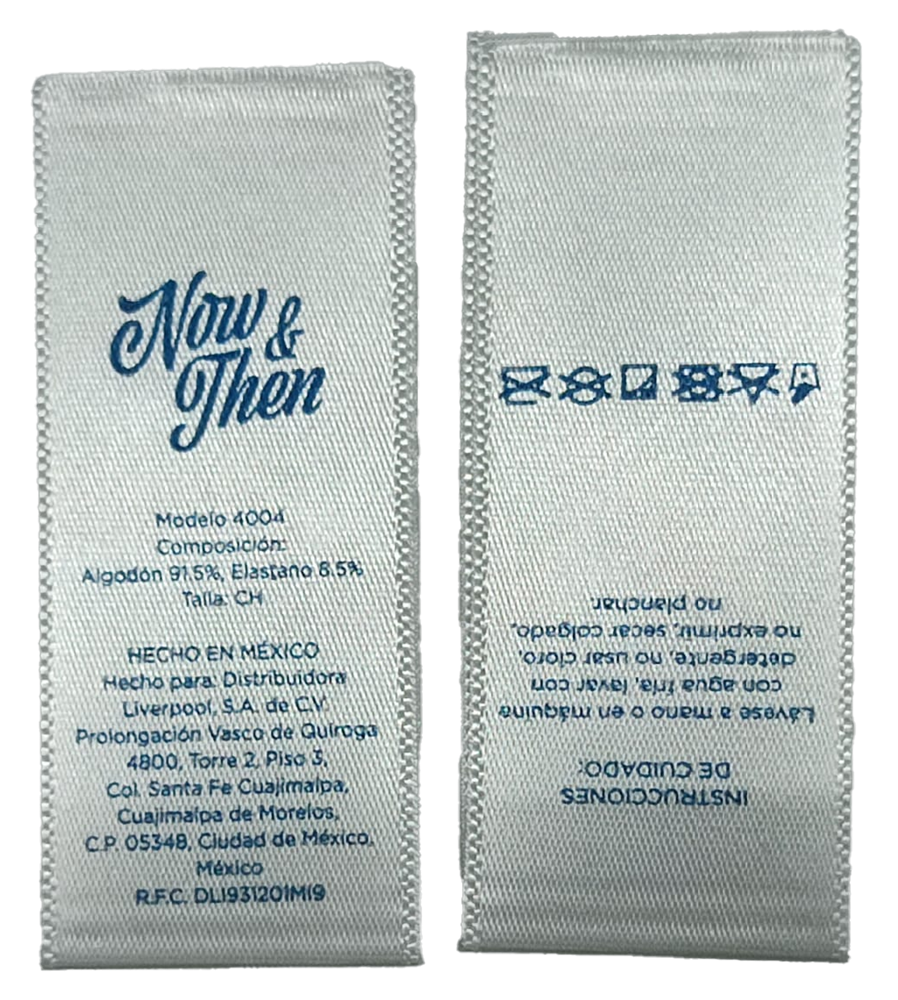 Now &
Then
Modelo 4004
Composición:
Algodón 91.5%, Elastano 8.5%
Talla: CH
HECHO EN MÉXICO
Hecho para: Distribuidora
Liverpool, S.A. de C.V.
Prolongación Vasco de Quiroga
4800, Torre 2, Piso 3,
Col. Santa Fe Cuajimalpa,
Cuajimalpa de Morelos,
C.P. 05348, Ciudad de México,
México
R.F.C. DLI931201MI9
INSTRUCCIONES
DE CUIDADO:
Lávese a mano o en máquina
con agua fría, lavar con
detergente, no usar cloro,
no exprimir, secar colgado,
no planchar.